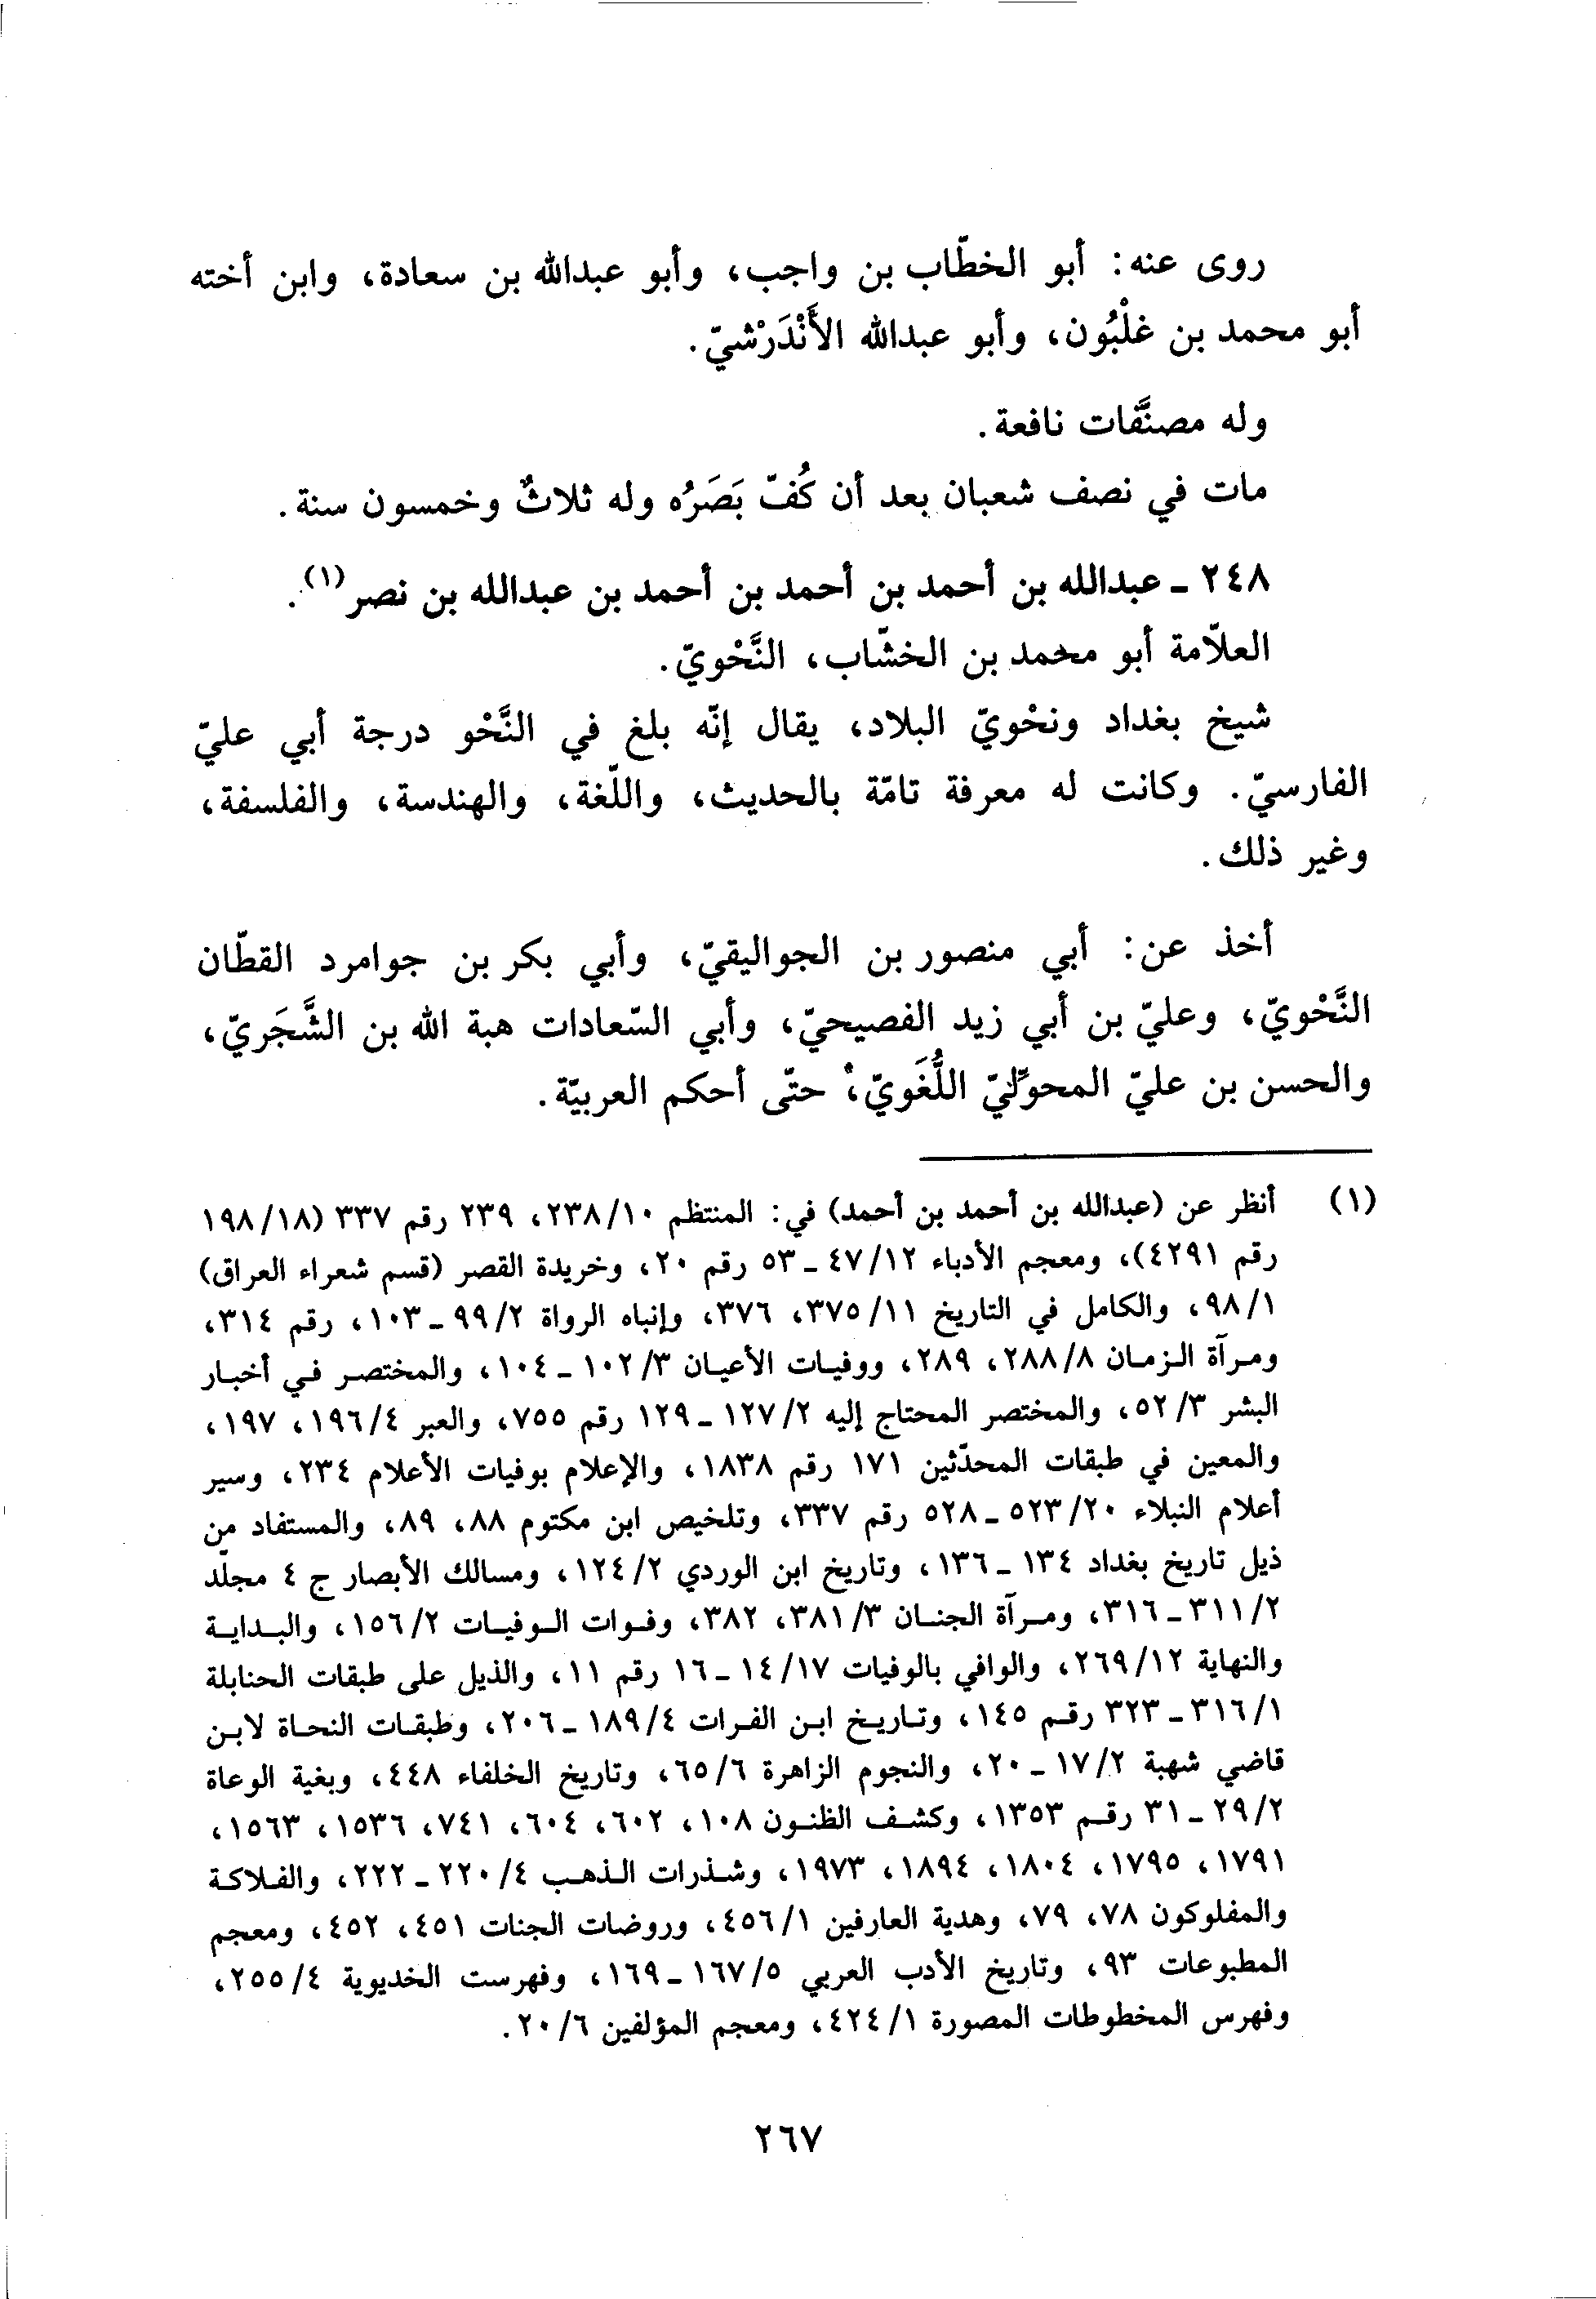 روى عنه: أبو الخطّاب بن واجب، وأبو عبدالله بن سعادة، وابن أخته
أبو محمد بن غلْبُون، وأبو عبدالله الأَنْدَرْشيّ.
وله مصنَّفات نافعة.
مات في نصف شعبان بعد أن كُفّ بَصَرُه وله ثلاثٌ وخمسون سنة.
٢٤٨ ـ عبدالله بن أحمد بن أحمد بن أحمد بن عبدالله بن نصر(١).
العلاّمة أبو محمد بن الخشّاب، النَّحْويّ.
شيخ بغداد ونحْويّ البلاد، يقال إنّه بلغ في النَّحْو درجة أبي عليّ
الفارسيّ. وكانت له معرفة تامّة بالحديث، واللّغة، والهندسة، والفلسفة،
وغير ذلك.
أخذ عن: أبي منصور بن الجواليقيّ، وأبي بكر بن جوامرد القطّان
النَّحْويّ، وعليّ بن أبي زيد الفصيحيّ، وأبي السّعادات هبة الله بن الشَّجَريّ،
والحسن بن عليّ المحوّليّ اللُّغَويّ، حتّى أحكم العربيّة.
(١) أنظر عن (عبدالله بن أحمد بن أحمد) في: المنتظم ٢٣٨/١٠، ٢٣٩ رقم ٣٣٧ (١٩٨/١٨
رقم ٤٢٩١)، ومعجم الأدباء ٤٧/١٢ ـ ٥٣ رقم ٢٠، وخريدة القصر (قسم شعراء العراق)
٩٨/١، والكامل في التاريخ ٣٧٥/١١، ٣٧٦، وإنباه الرواة ٩٩/٢ ـ ١٠٣، رقم ٣١٤،
ومرآة الزمان ٢٨٨/٨، ٢٨٩، ووفيات الأعيان ١٠٢/٣ ـ ١٠٤، والمختصر في أخبار
البشر ٥٢/٣، والمختصر المحتاج إليه ١٢٧/٢ ـ ١٢٩ رقم ٧٥٥، والعبر ١٩٦/٤، ١٩٧،
والمعين في طبقات المحدّثين ١٧١ رقم ١٨٣٨، والإعلام بوفيات الأعلام ٢٣٤، وسير
أعلام النبلاء ٥٢٣/٢٠ ـ ٥٢٨ رقم ٣٣٧، وتلخيص ابن مكتوم ٨٨، ٨٩، والمستفاد من
ذيل تاريخ بغداد ١٣٤ ـ ١٣٦، وتاريخ ابن الوردي ١٢٤/٢، ومسالك الأبصار ج ٤ مجلّد
٣١١/٢ ـ ٣١٦، ومرآة الجنان ٣٨١/٣، ٣٨٢، وفوات الوفيات ١٥٦/٢، والبداية
والنهاية ٢٦٩/١٢، والوافي بالوفيات ١٤/١٧ ـ ١٦ رقم ١١، والذيل على طبقات الحنابلة
٣١٦/١ ـ ٣٢٣ رقم ١٤٥، وتاريخ ابن الفرات ١٨٩/٤ ـ ٢٠٦، وطبقات النحاة لابن
قاضي شهبة ١٧/٢ ـ ٢٠، والنجوم الزاهرة ٦٥/٦، وتاريخ الخلفاء ٤٤٨، وبغية الوعاة
٢٩/٢ ـ ٣١ رقم ١٣٥٣، وكشف الظنون ١٠٨، ٦٠٢، ٦٠٤، ٧٤١، ١٥٣٦، ١٥٦٣،
١٧٩١، ١٧٩٥، ١٨٠٤، ١٨٩٤، ١٩٧٣، وشذرات الذهب ٢٢٠/٤ ـ ٢٢٢، والفلاكة
والمفلوكون ٧٨، ٧٩، وهدية العارفين ٤٥٦/١، وروضات الجنات ٤٥١، ٤٥٢، ومعجم
المطبوعات ٩٣، وتاريخ الأدب العربي ١٦٧/٥ ـ ١٦٩، وفهرست الخديوية ٢٥٥/٤،
وفهرس المخطوطات المصورة ٤٢٤/١، ومعجم المؤلفين ٢٠/٦.
٢٦٧